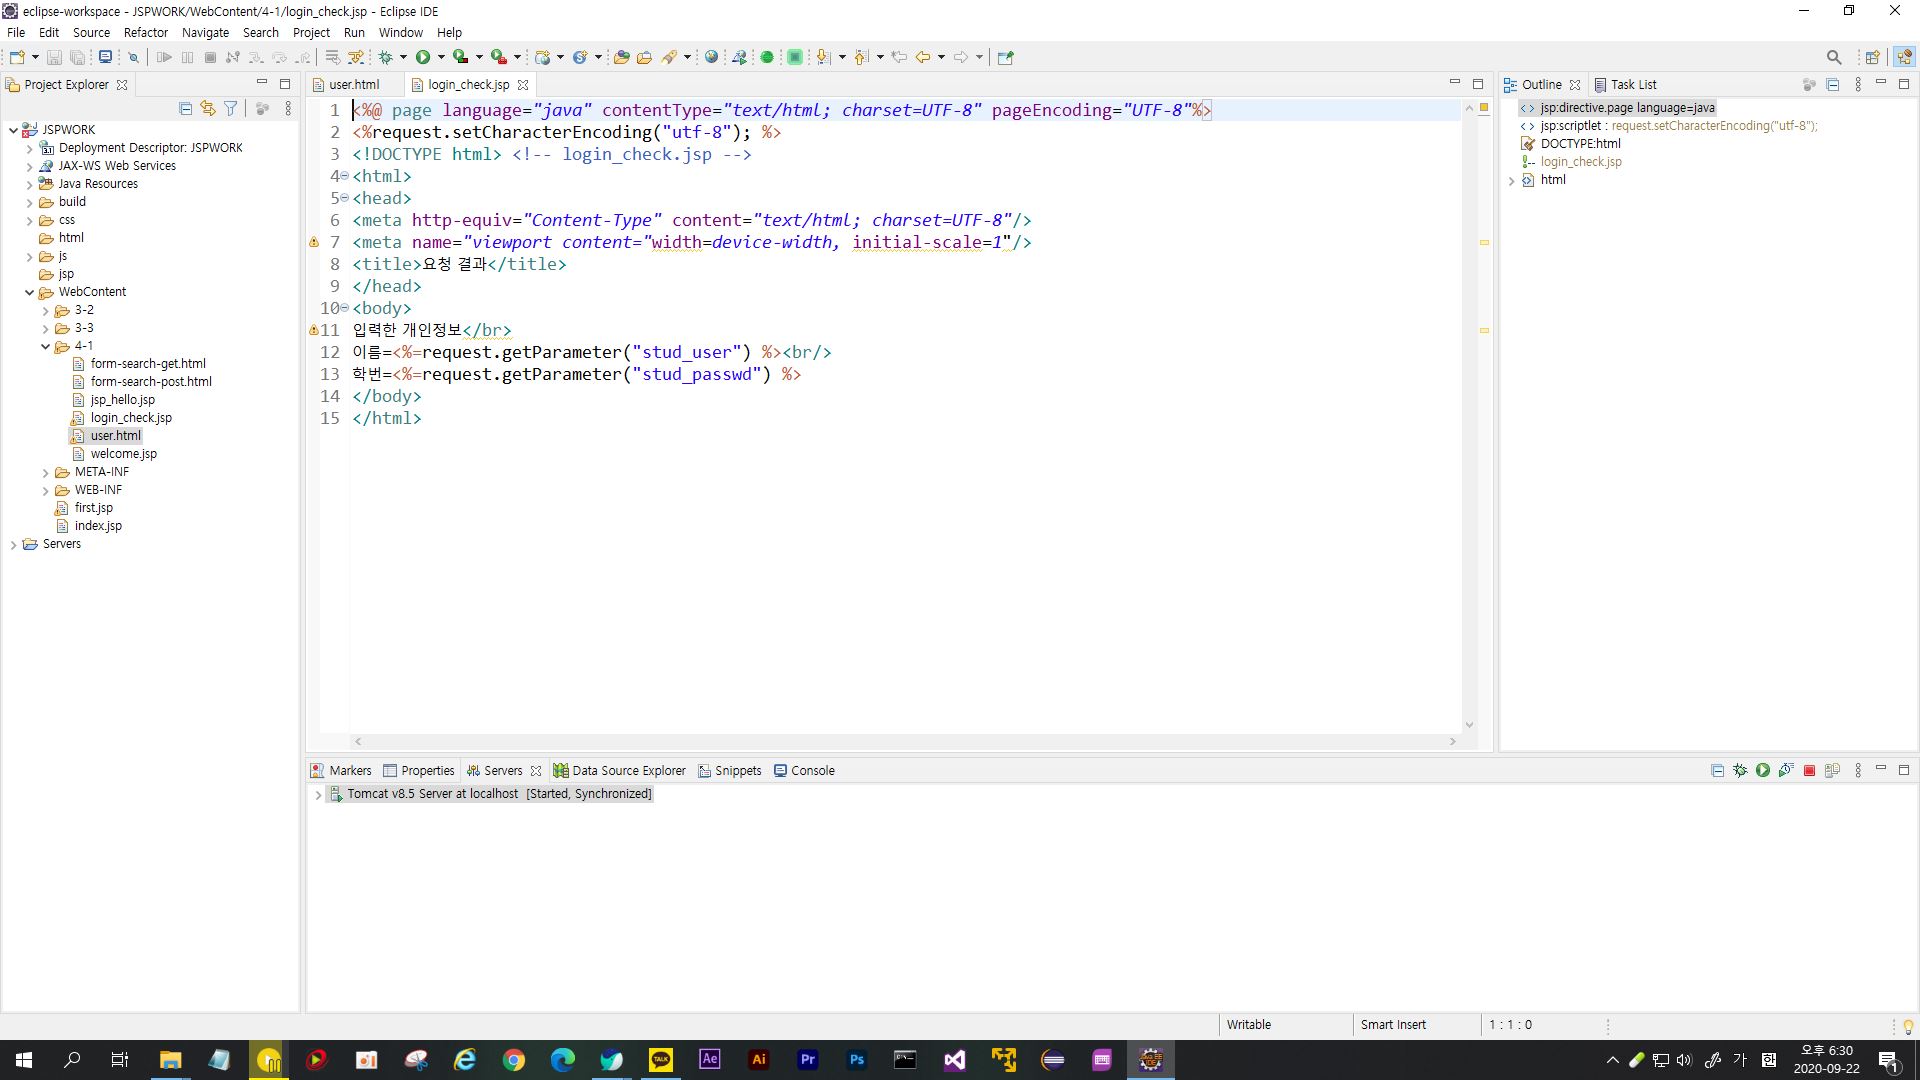 eclipse-workspace - JSPWORK/WebContent/4-1/login_check.jsp - Eclipse IDE
File Edit Source Refactor Navigate Search Project Run Window Help
Project Explorer
JSPWORK
Deployment Descriptor: JSPWORK
JAX-WS Web Services
Java Resources
build
css
html
js
jsp
WebContent
3-2
3-3
4-1
form-search-get.html
form-search-post.html
jsp_hello.jsp
login_check.jsp
user.html
welcome.jsp
META-INF
WEB-INF
first.jsp
index.jsp
Servers
user.html login_check.jsp
1 <%@ page language="java" contentType="text/html; charset=UTF-8" pageEncoding="UTF-8"%>
2 <%request.setCharacterEncoding("utf-8"); %>
3 <!DOCTYPE html> <!-- login_check.jsp -->
4 <html>
5 <head>
6 <meta http-equiv="Content-Type" content="text/html; charset=UTF-8"/>
7 <meta name="viewport content="width=device-width, initial-scale=1"/>
8 <title>요청 결과</title>
9 </head>
10 <body>
11 입력한 개인정보</br>
12 이름=<%=request.getParameter("stud_user") %><br/>
13 학번=<%=request.getParameter("stud_passwd") %>
14 </body>
15 </html>
Outline Task List
jsp:directive.page language=java
jsp:scriptlet : request.setCharacterEncoding("utf-8");
DOCTYPE:html
login_check.jsp
html
Markers Properties Servers Data Source Explorer Snippets Console
Tomcat v8.5 Server at localhost [Started, Synchronized]
Writable Smart Insert 1 : 1 : 0
TALK Ae Ai Pr Ps
가
오후 6:30
2020-09-22
1